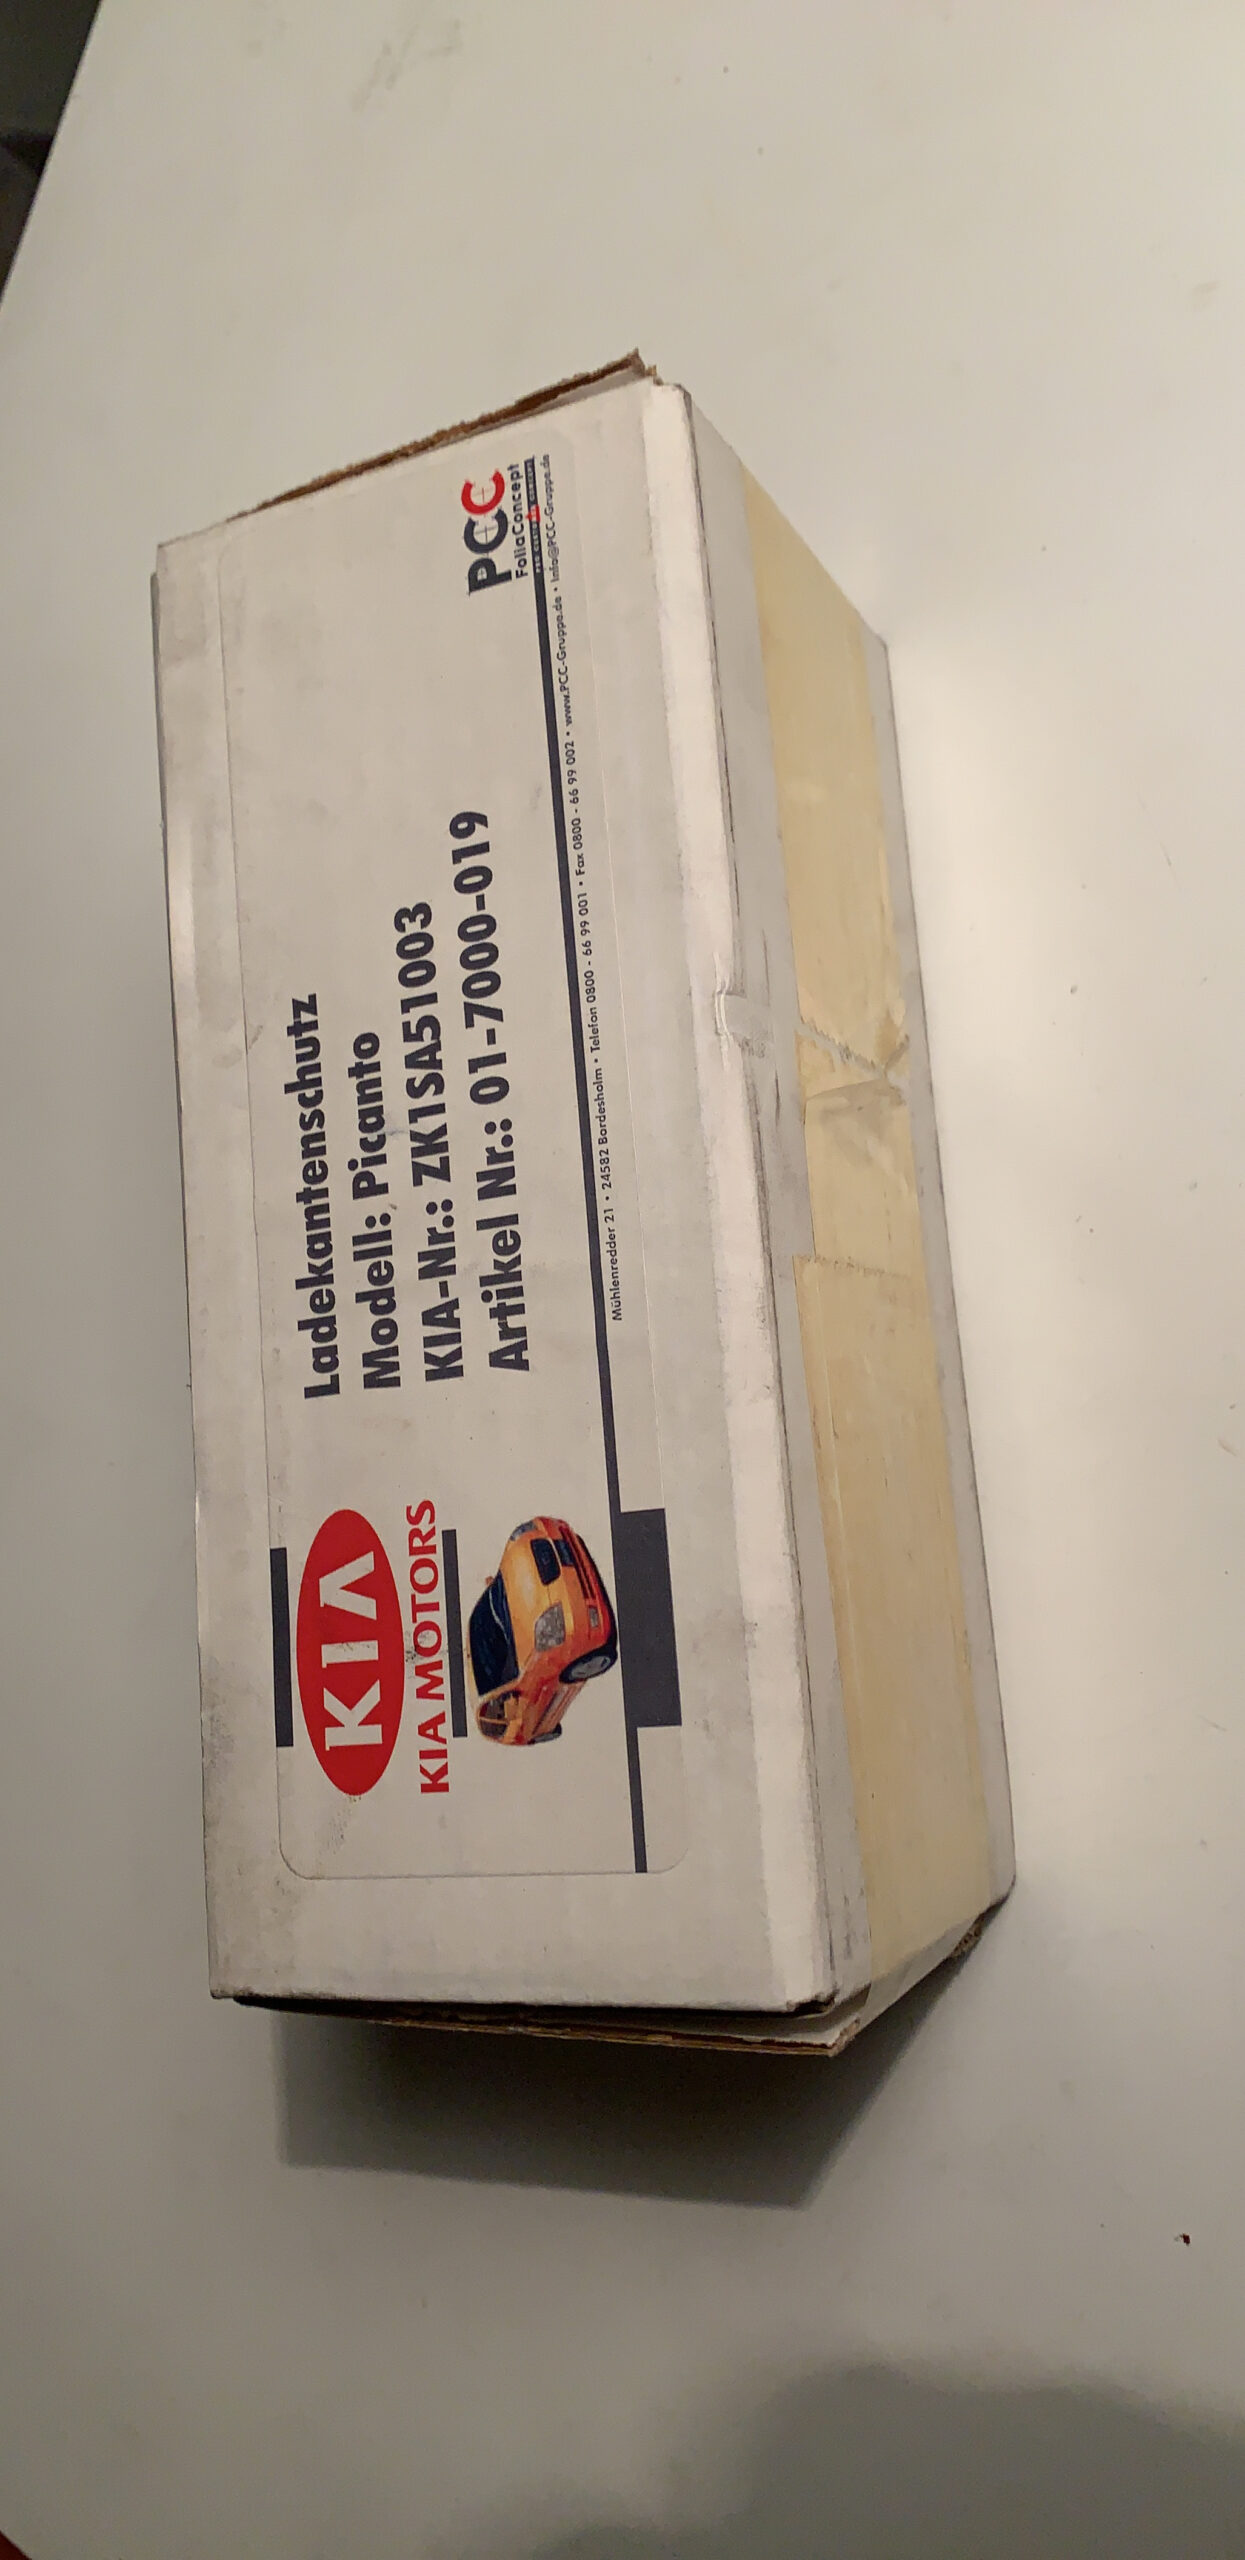 KIA
KIA MOTORS
Ladekantenschutz
Modell: Picanto
KIA-Nr.: ZK1SA51003
Artikel Nr.: 01-7000-019
PCC
FoliaConcept
Mühlenredder 21 • 24582 Bordesholm • Telefon 0800 - 66 99 001 • Fax 0800 - 66 99 002 • www.PCC-Gruppe.de • Info@PCC-Gruppe.de